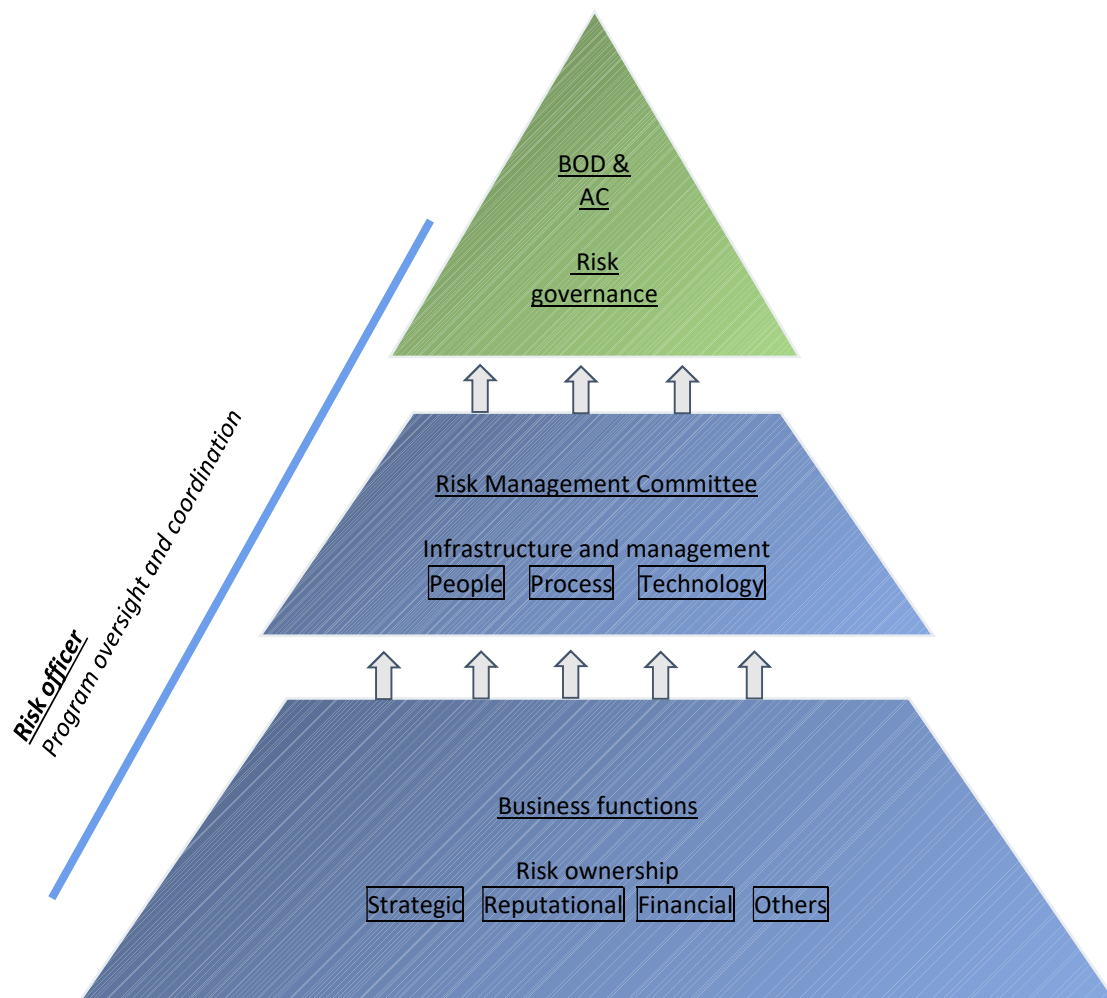 BOD &
AC
Risk
governance
Risk Management Committee
Infrastructure and management
People Process Technology
Risk officer
Program oversight and coordination
Business functions
Risk ownership
Strategic Reputational Financial Others